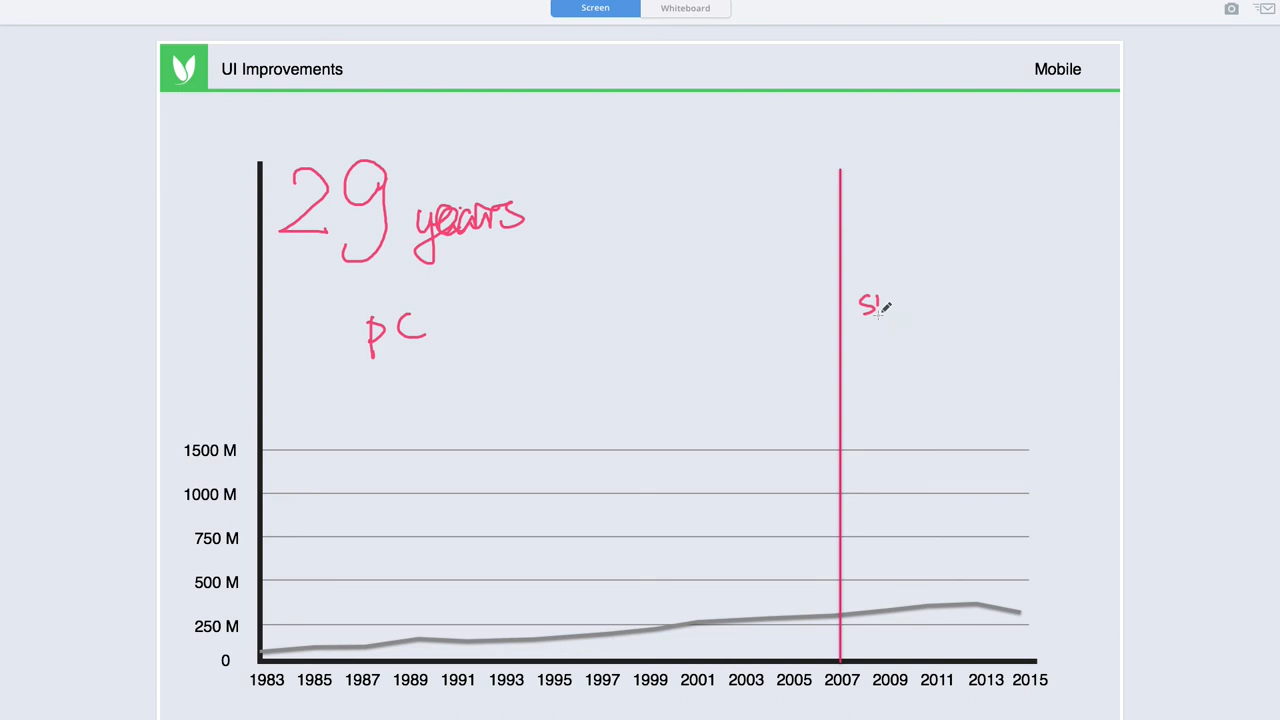 Screen Whiteboard
UI Improvements Mobile
29 years
PC
1500 M
1000 M
750 M
500 M
250 M
0
1983 1985 1987 1989 1991 1993 1995 1997 1999 2001 2003 2005 2007 2009 2011 2013 2015